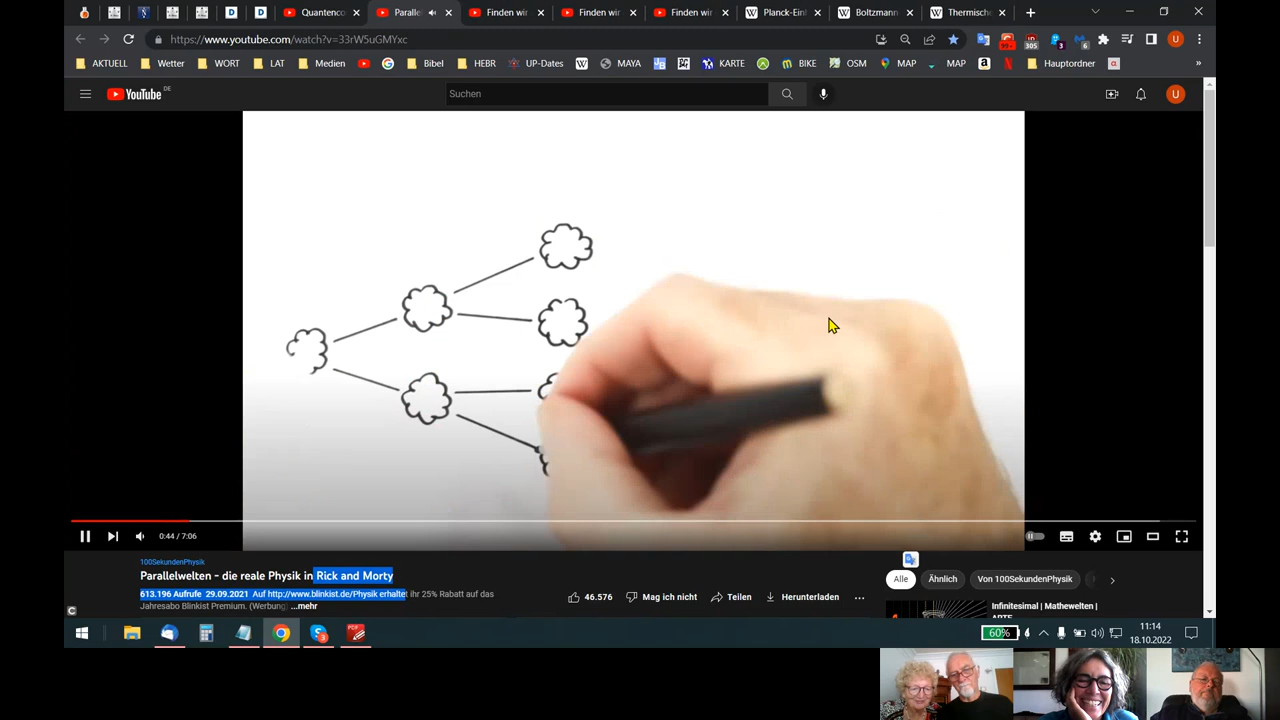 Quantenco
Parallel
Finden wir
Finden wir
Finden wir
Planck-Einh
Boltzmann
Thermische
https://www.youtube.com/watch?v=33rW5uGMYxc
AKTUELL Wetter WORT LAT Medien Bibel HEBR UP-Dates MAYA KARTE BIKE OSM MAP MAP Hauptordner
YouTube DE
Suchen
U
0:44 / 7:06
100SekundenPhysik
Parallelwelten - die reale Physik in Rick and Morty
613.196 Aufrufe 29.09.2021 Auf http://www.blinkist.de/Physik erhaltet ihr 25% Rabatt auf das
Jahresabo Blinkist Premium. (Werbung) ...mehr
46.576 Mag ich nicht Teilen Herunterladen
Alle Ähnlich Von 100SekundenPhysik
Infinitesimal | Mathewelten |
60%
11:14
18.10.2022